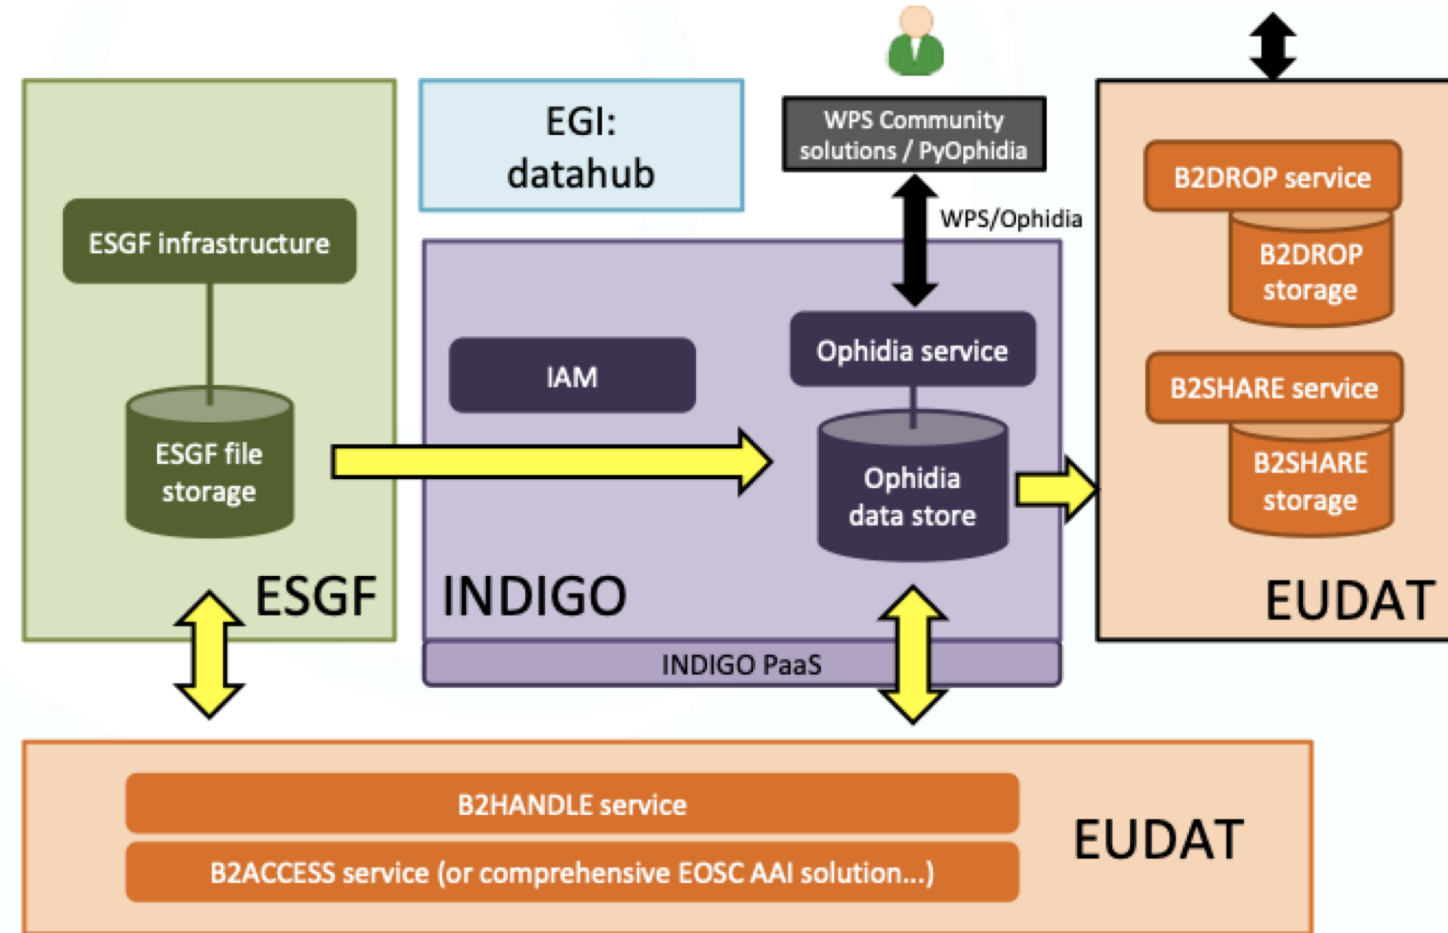 EGI:
datahub
WPS Community
solutions / PyOphidia
WPS/Ophidia
ESGF infrastructure
ESGF file
storage
ESGF
IAM
Ophidia service
Ophidia
data store
INDIGO
INDIGO PaaS
B2DROP service
B2DROP
storage
B2SHARE service
B2SHARE
storage
EUDAT
B2HANDLE service
B2ACCESS service (or comprehensive EOSC AAI solution...)
EUDAT